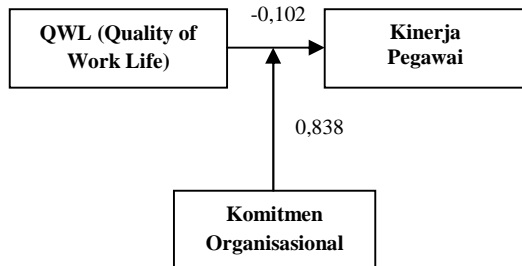 -0,102
QWL (Quality of
Work Life)
Kinerja
Pegawai
0,838
Komitmen
Organisasional